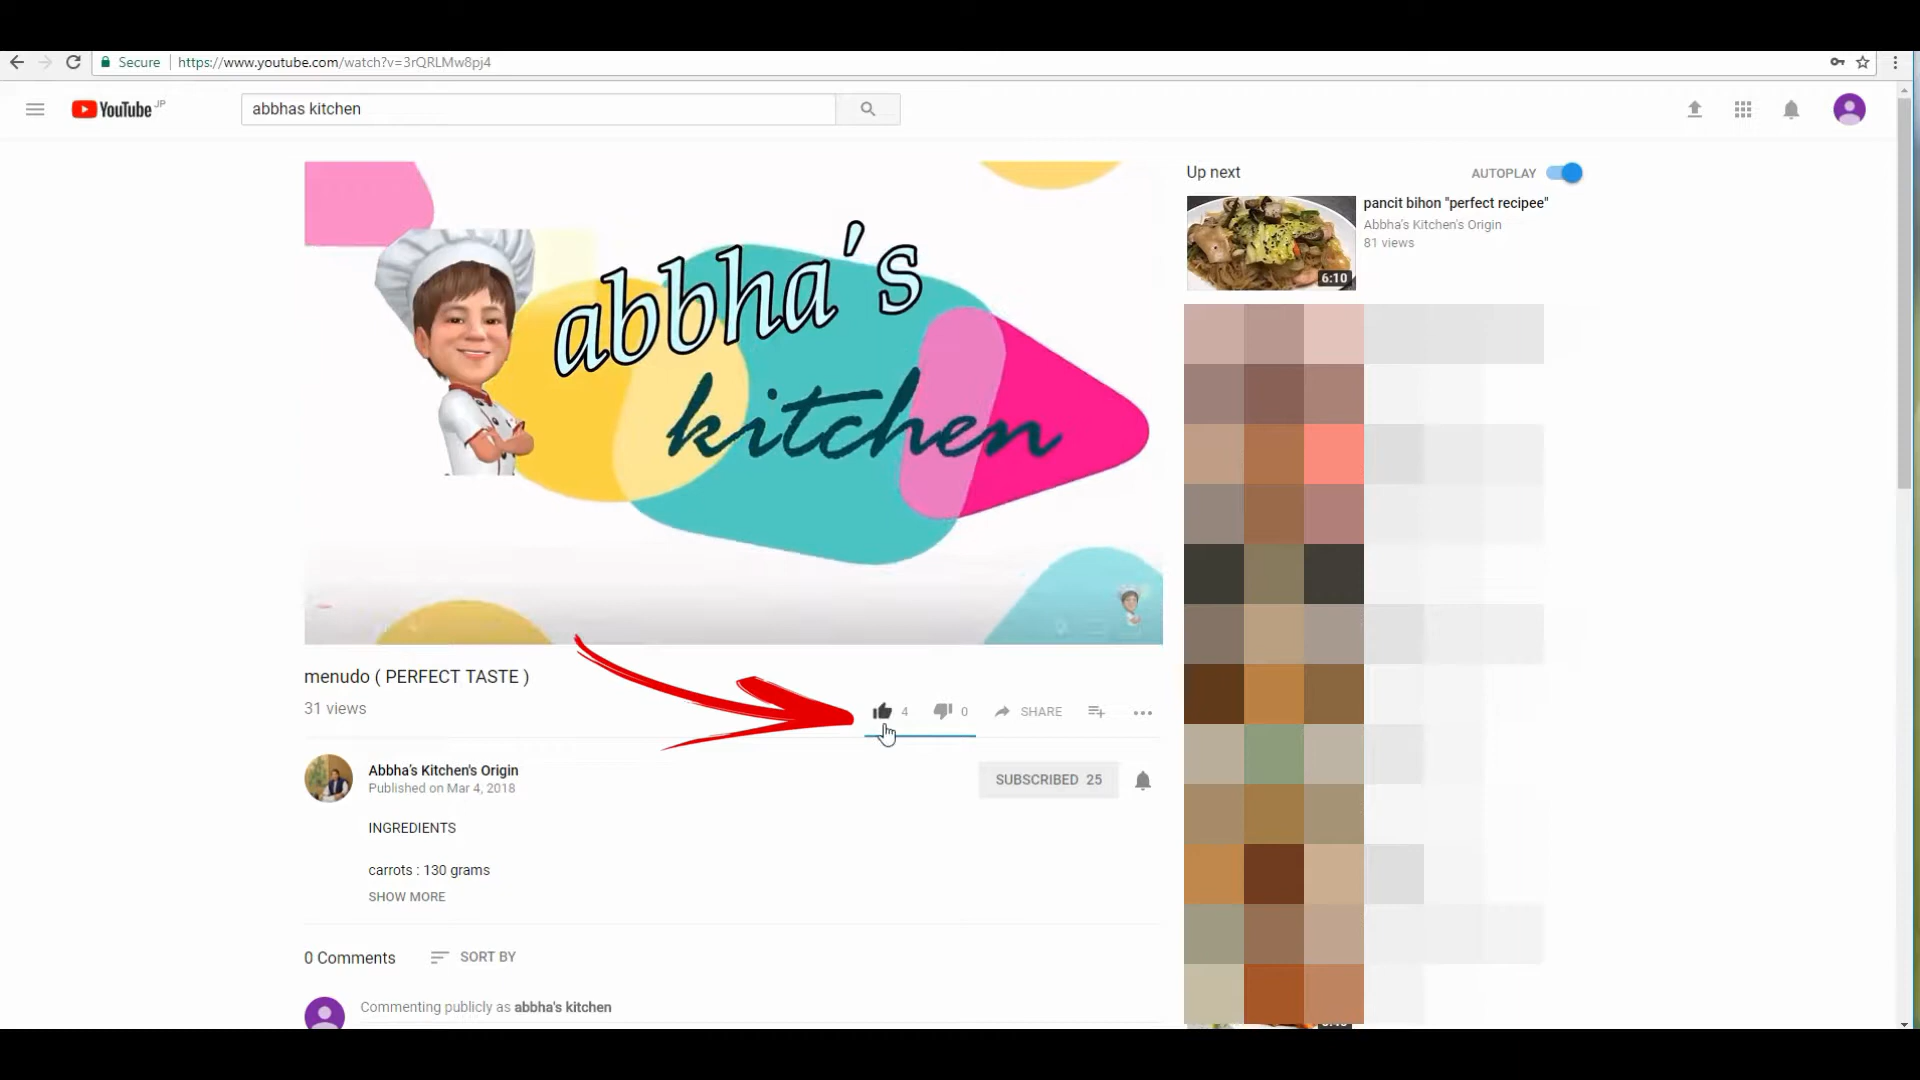 Secure https://www.youtube.com/watch?v=3rQRLMw8pj4
YouTube JP
abbhas kitchen
abbha's
kitchen
menudo ( PERFECT TASTE )
31 views
4 0 SHARE
Abbha's Kitchen's Origin
Published on Mar 4, 2018
SUBSCRIBED 25
INGREDIENTS
carrots : 130 grams
SHOW MORE
0 Comments SORT BY
Commenting publicly as abbha's kitchen
Up next AUTOPLAY
pancit bihon "perfect recipee"
Abbha's Kitchen's Origin
81 views
6:10